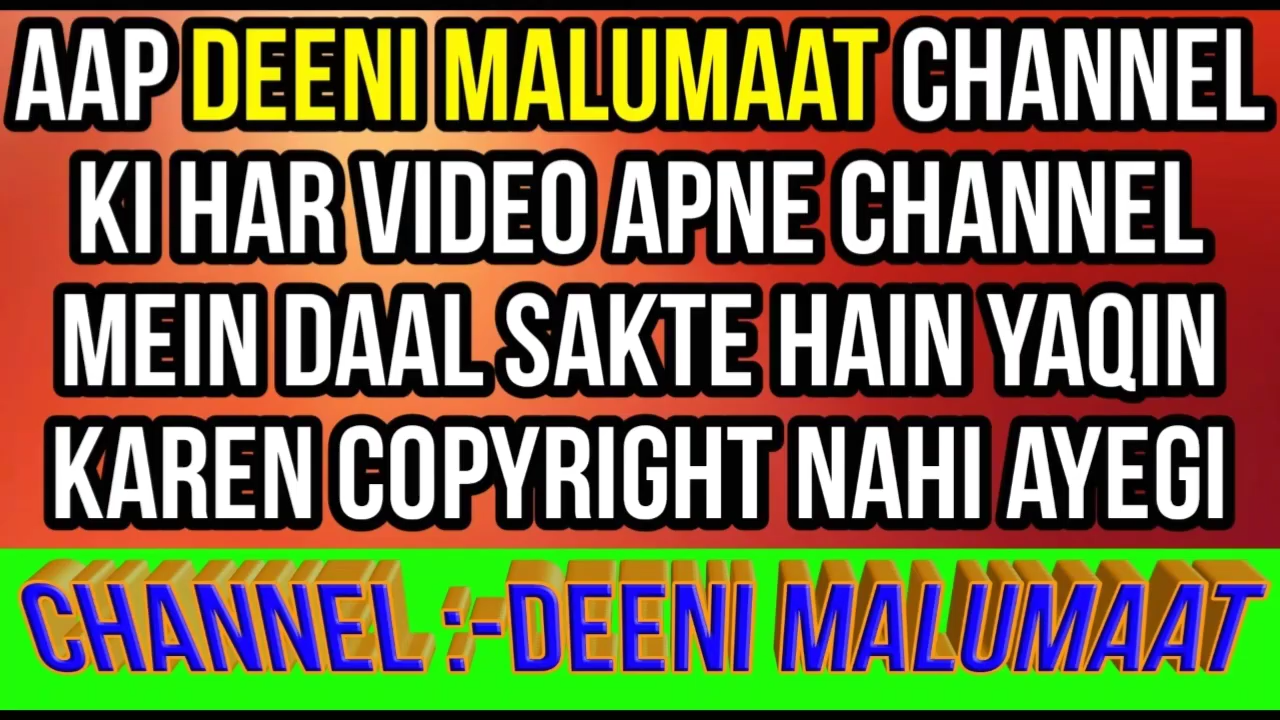 AAP DEENI MALUMAAT CHANNEL
KI HAR VIDEO APNE CHANNEL
MEIN DAAL SAKTE HAIN YAQIN
KAREN COPYRIGHT NAHI AYEGI
CHANNEL :-DEENI MALUMAAT